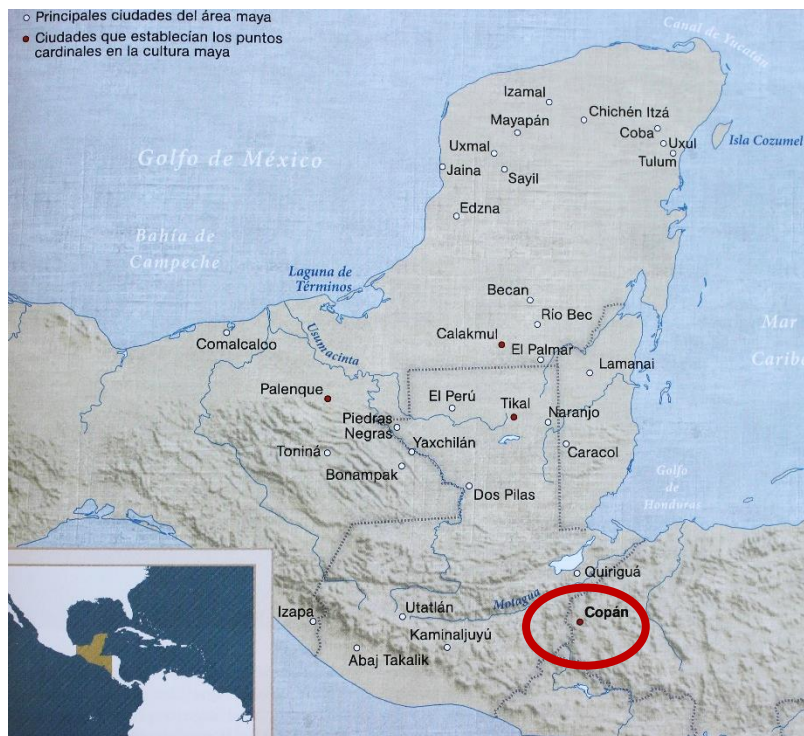 Principales ciudades del área maya
Ciudades que establecían los puntos
cardinales en la cultura maya
Canal de Yucatán
Izamal
Chichén Itzá
Mayapán
Coba
Uxul
Isla Cozumel
Uxmal
Tulum
Golfo de México
Jaina
Sayil
Edzna
Bahía de
Campeche
Laguna de
Términos
Becan
Río Bec
Mar
Caribe
Usumacinta
Comalcalco
Calakmul
El Palmar
Lamanai
Palenque
El Perú
Tikal
Naranjo
Piedras
Negras
Yaxchilán
Toniná
Caracol
Bonampak
Golfo
de
Honduras
Dos Pilas
Quiriguá
Motagua
Copán
Izapa
Utatlán
Kaminaljuyú
Abaj Takalik